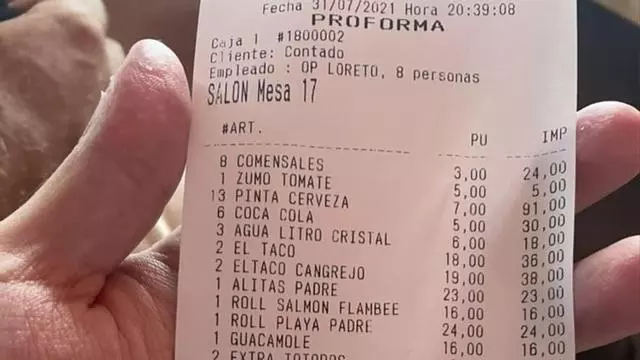 Fecha 31/07/2021 Hora 20:39:08
PROFORMA
Caja 1 #1800002
Cliente: Contado
Empleado : OP LORETO, 8 personas
SALON Mesa 17
#ART. PU IMP
8 COMENSALES 3,00 24,00
1 ZUMO TOMATE 5,00 5,00
13 PINTA CERVEZA 7,00 91,00
6 COCA COLA 5,00 30,00
3 AGUA LITRO CRISTAL 6,00 18,00
2 EL TACO 18,00 36,00
2 ELTACO CANGREJO 19,00 38,00
1 ALITAS PADRE 23,00 23,00
1 ROLL SALMON FLAMBEE 16,00 16,00
1 ROLL PLAYA PADRE 24,00 24,00
1 GUACAMOLE 16,00 16,00
2 EXTRA TOTOPOS